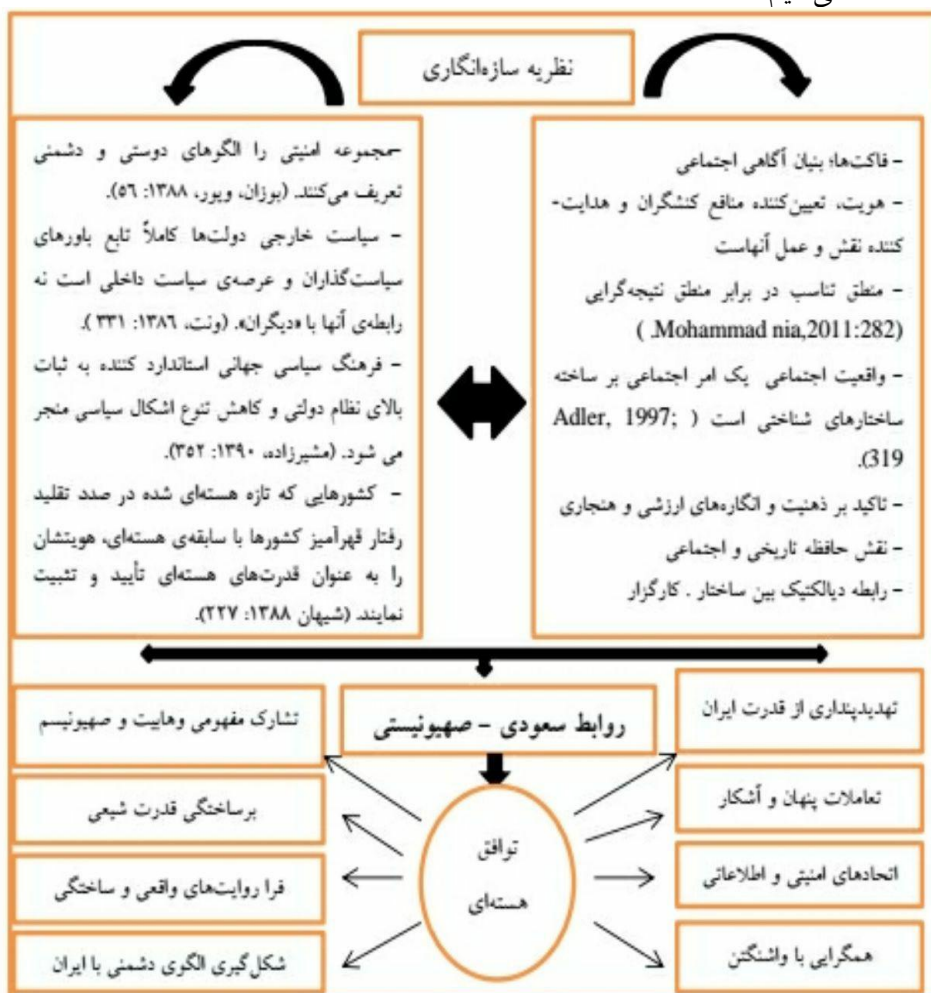 نظریه سازه‌انگاری
- فاکت‌ها؛ بنیان آگاهی اجتماعی
- هویت، تعیین‌کننده منافع کنشگران و هدایت-
کننده نقش و عمل آنهاست
- منطق تناسب در برابر منطق نتیجه‌گرایی
(Mohammad nia,2011:282. )
- واقعیت اجتماعی یک امر اجتماعی بر ساخته
ساختارهای شناختی است ( Adler, 1997;
319).
- تاکید بر ذهنیت و انگاره‌های ارزشی و هنجاری
- نقش حافظه تاریخی و اجتماعی
- رابطه دیالکتیک بین ساختار . کارگزار
-مجموعه امنیتی را الگوهای دوستی و دشمنی
تعریف می‌کنند. (بوزان، ویور، ۱۳۸۸: ۵۶).
- سیاست خارجی دولت‌ها کاملاً تابع باورهای
سیاست‌گذاران و عرصه‌ی سیاست داخلی است نه
رابطه‌ی آنها با «دیگران». (ونت، ۱۳۸۶: ۳۳۱ ).
- فرهنگ سیاسی جهانی استاندارد کننده به ثبات
بالای نظام دولتی و کاهش تنوع اشکال سیاسی منجر
می شود. (مشیرزاده، ۱۳۹۰: ۳۵۲).
- کشورهایی که تازه هسته‌ای شده در صدد تقلید
رفتار قهرآمیز کشورها با سابقه‌ی هسته‌ای، هویتشان
را به عنوان قدرت‌های هسته‌ای تأیید و تثبیت
نمایند. (شیهان ۱۳۸۸: ۲۲۷).
روابط سعودی - صهیونیستی
توافق
هسته‌ای
تهدیدپنداری از قدرت ایران
تعاملات پنهان و آشکار
اتحادهای امنیتی و اطلاعاتی
همگرایی با واشنگتن
تشارک مفهومی وهابیت و صهیونیسم
برساختگی قدرت شیعی
فرا روایت‌های واقعی و ساختگی
شکل‌گیری الگوی دشمنی با ایران